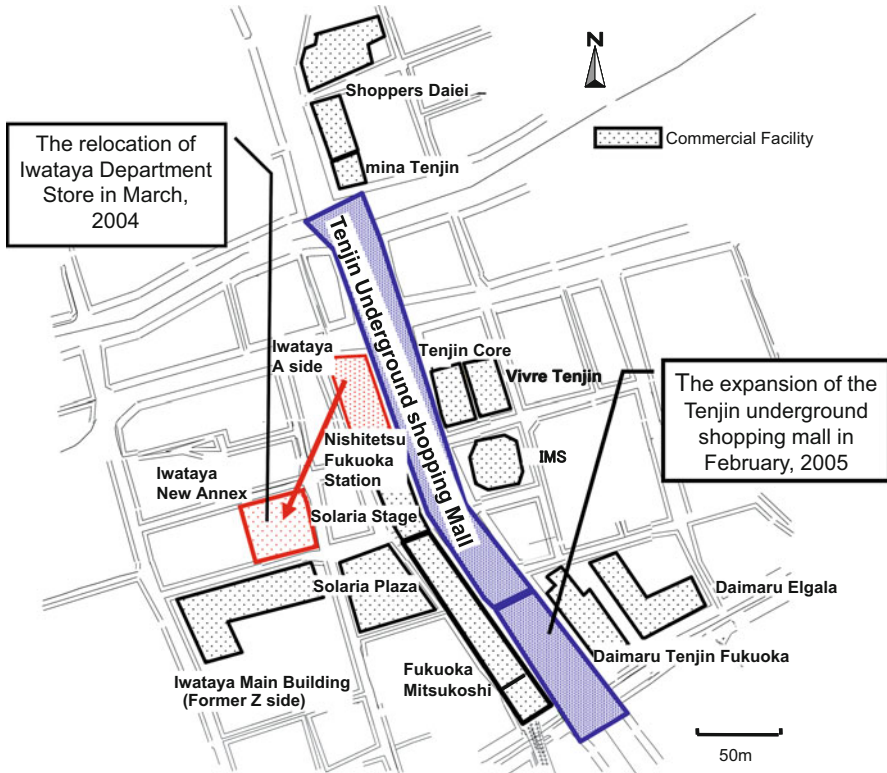 N
Shoppers Daiei
Commercial Facility
The relocation of
Iwataya Department
Store in March,
2004
mina Tenjin
Tenjin Underground shopping Mall
Iwataya
A side
Tenjin Core
Vivre Tenjin
The expansion of the
Tenjin underground
shopping mall in
February, 2005
Nishitetsu
Fukuoka
Station
IMS
Iwataya
New Annex
Solaria Stage
Solaria Plaza
Daimaru Elgala
Daimaru Tenjin Fukuoka
Iwataya Main Building
(Former Z side)
Fukuoka
Mitsukoshi
50m